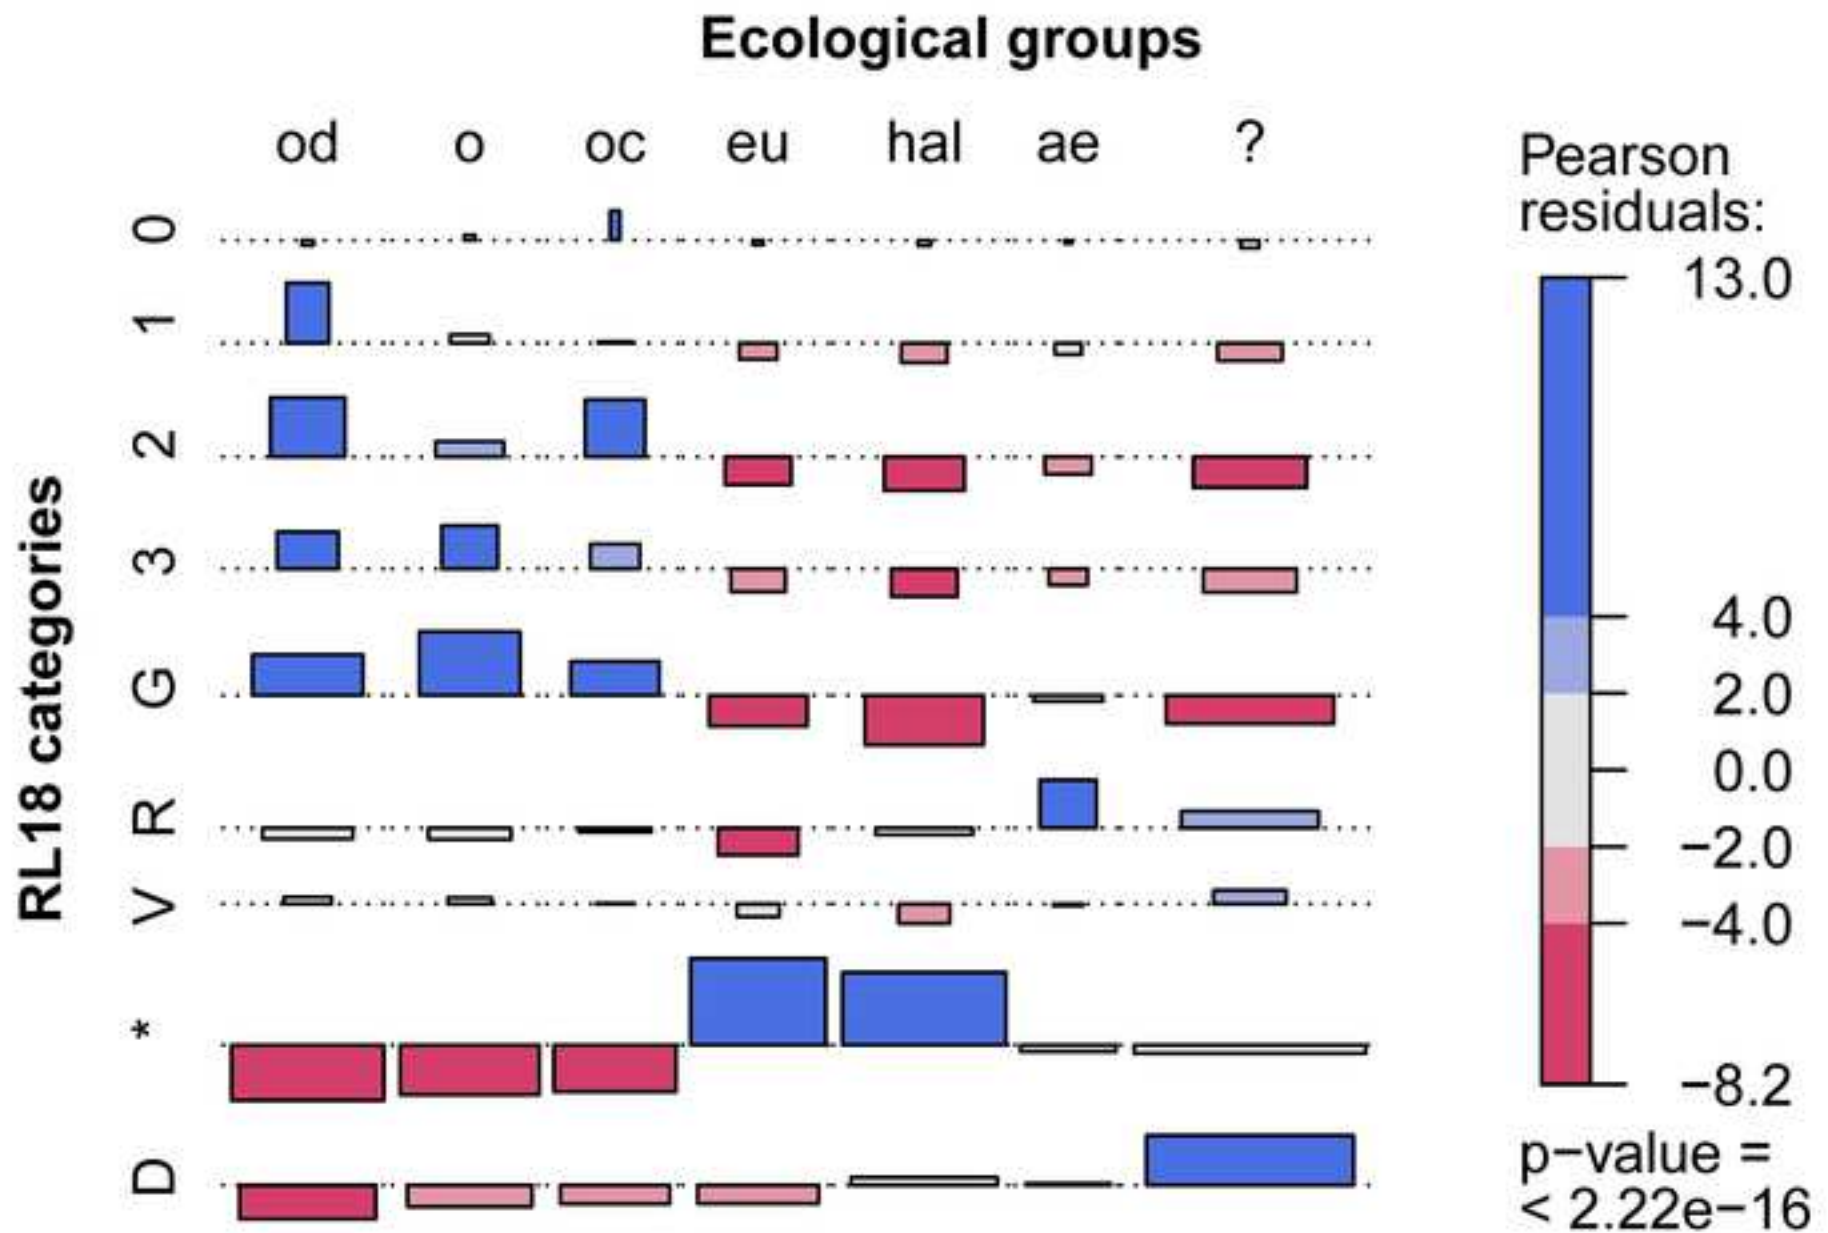 Ecological groups
od o oc eu hal ae ?
RL18 categories
0
1
2
3
G
R
V
*
D
Pearson
residuals:
13.0
4.0
2.0
0.0
−2.0
−4.0
−8.2
p−value =
< 2.22e−16